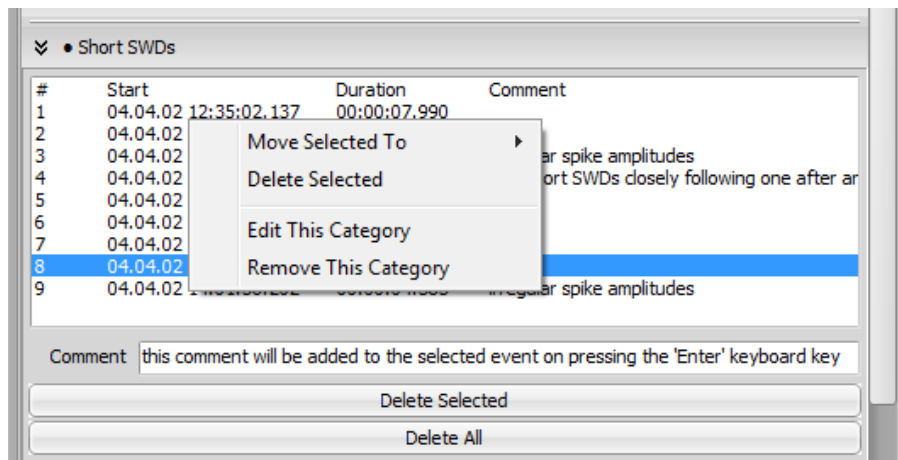 • Short SWDs
# Start Duration Comment
1 04.04.02 12:35:02.137 00:00:07.990
2 04.04.02
3 04.04.02 ar spike amplitudes
4 04.04.02 ort SWDs closely following one after ar
5 04.04.02
6 04.04.02
7 04.04.02
8 04.04.02
9 04.04.02 spike amplitudes
Move Selected To
Delete Selected
Edit This Category
Remove This Category
Comment this comment will be added to the selected event on pressing the 'Enter' keyboard key
Delete Selected
Delete All